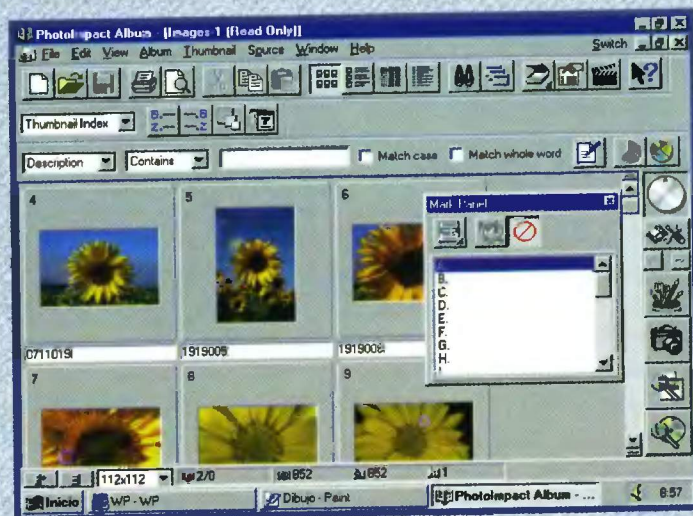 PhotoImpact Album - [Images-1 (Read Only)]
File Edit View Album Thumbnail Source Window Help Switch
Thumbnail Index
Description Contains Match case Match whole word
4 5 6
Mark Panel
A.
B.
C.
D.
E.
F.
G.
H.
0711019 1919009 1919008
7 8 9
112x112 2/0 852 852 1
Inicio WP - WP Dibujo - Paint PhotoImpact Album - ... 8:57